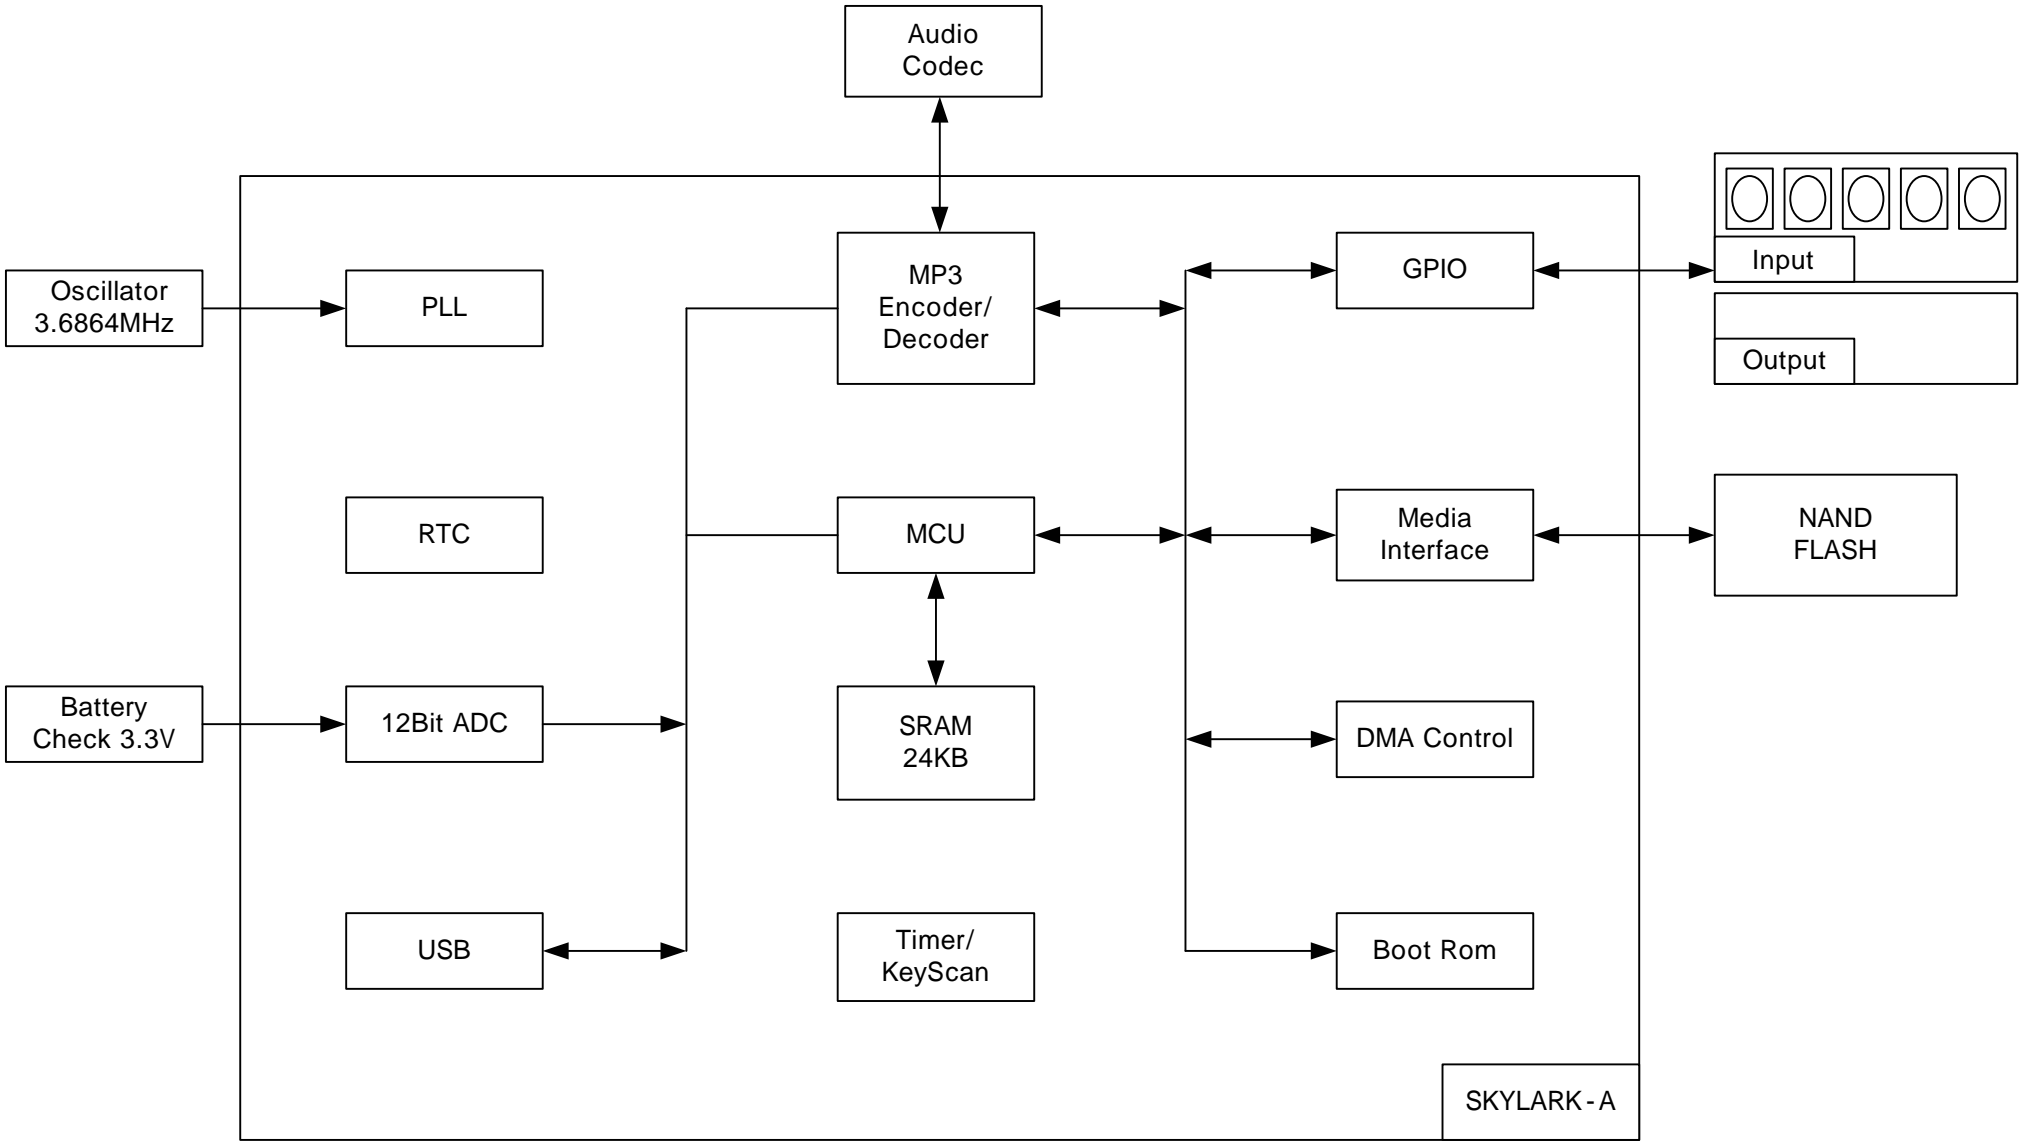 Audio
Codec
Oscillator
3.6864MHz
PLL
MP3
Encoder/
Decoder
GPIO
Input
Output
RTC
MCU
Media
Interface
NAND
FLASH
Battery
Check 3.3V
12Bit ADC
SRAM
24KB
DMA Control
USB
Timer/
KeyScan
Boot Rom
SKYLARK-A